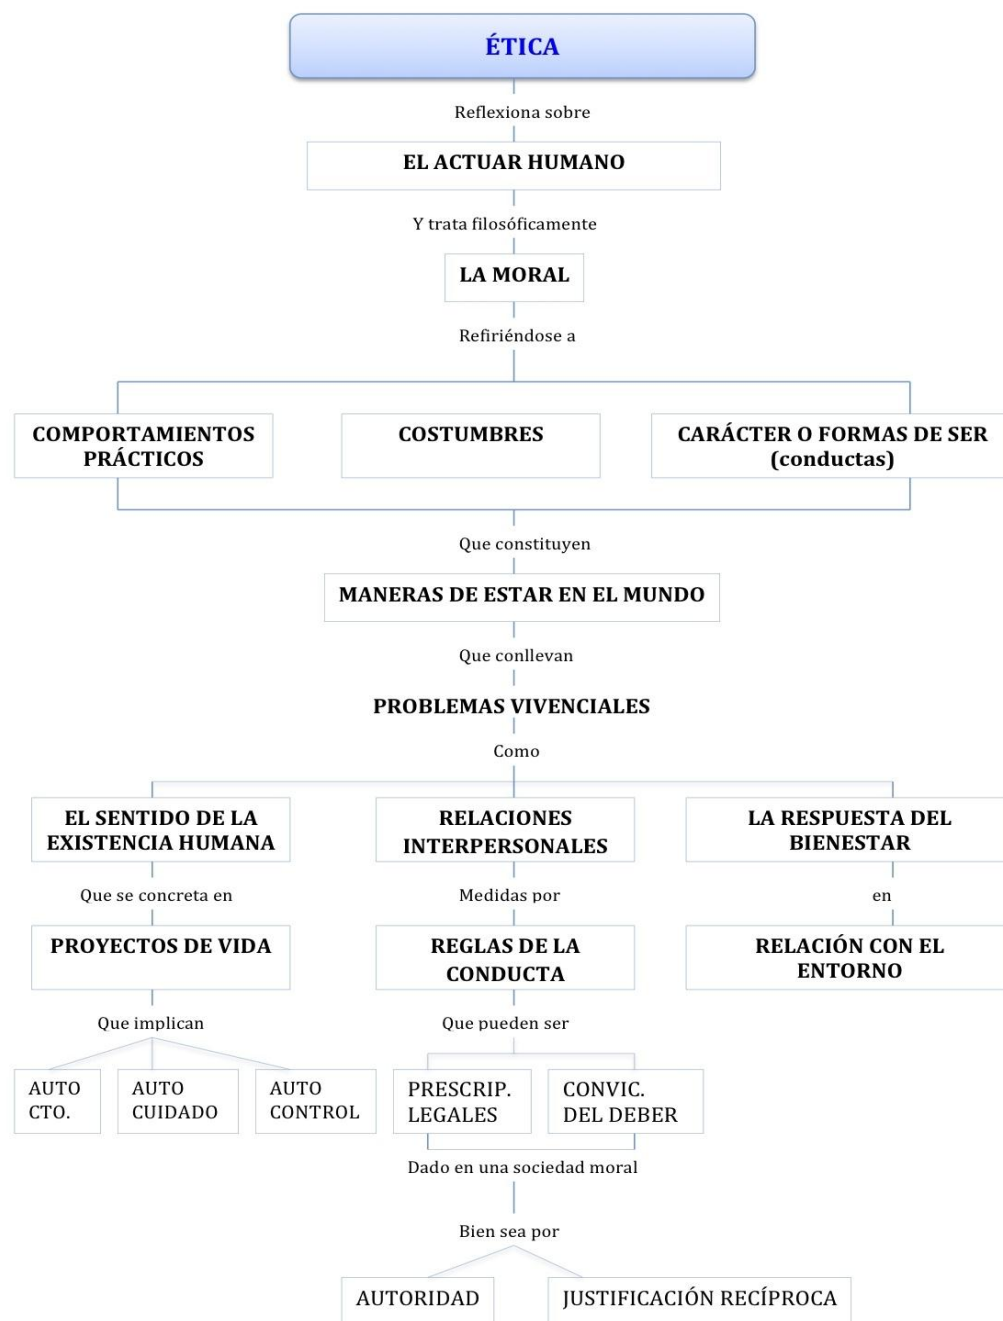 ÉTICA
Reflexiona sobre
EL ACTUAR HUMANO
Y trata filosóficamente
LA MORAL
Refiriéndose a
COMPORTAMIENTOS
PRÁCTICOS
COSTUMBRES
CARÁCTER O FORMAS DE SER
(conductas)
Que constituyen
MANERAS DE ESTAR EN EL MUNDO
Que conllevan
PROBLEMAS VIVENCIALES
Como
EL SENTIDO DE LA
EXISTENCIA HUMANA
RELACIONES
INTERPERSONALES
LA RESPUESTA DEL
BIENESTAR
Que se concreta en
Medidas por
en
PROYECTOS DE VIDA
REGLAS DE LA
CONDUCTA
RELACIÓN CON EL
ENTORNO
Que implican
Que pueden ser
AUTO
CTO.
AUTO
CUIDADO
AUTO
CONTROL
PRESCRIP.
LEGALES
CONVIC.
DEL DEBER
Dado en una sociedad moral
Bien sea por
AUTORIDAD
JUSTIFICACIÓN RECÍPROCA